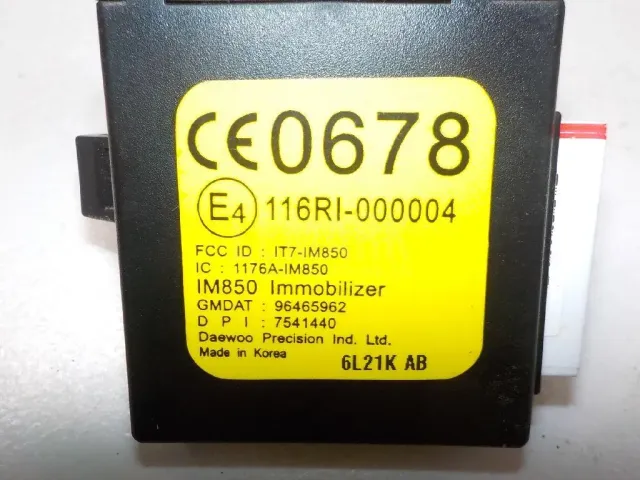 CE0678
E4 116RI-000004
FCC ID : IT7-IM850
IC : 1176A-IM850
IM850 Immobilizer
GMDAT : 96465962
D P I : 7541440
Daewoo Precision Ind. Ltd.
Made in Korea
6L21K AB